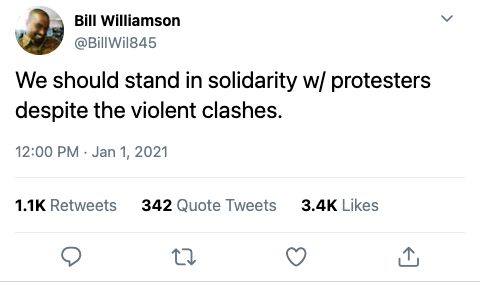 Bill Williamson
@BillWil845
We should stand in solidarity w/ protesters
despite the violent clashes.
12:00 PM · Jan 1, 2021
1.1K Retweets 342 Quote Tweets 3.4K Likes